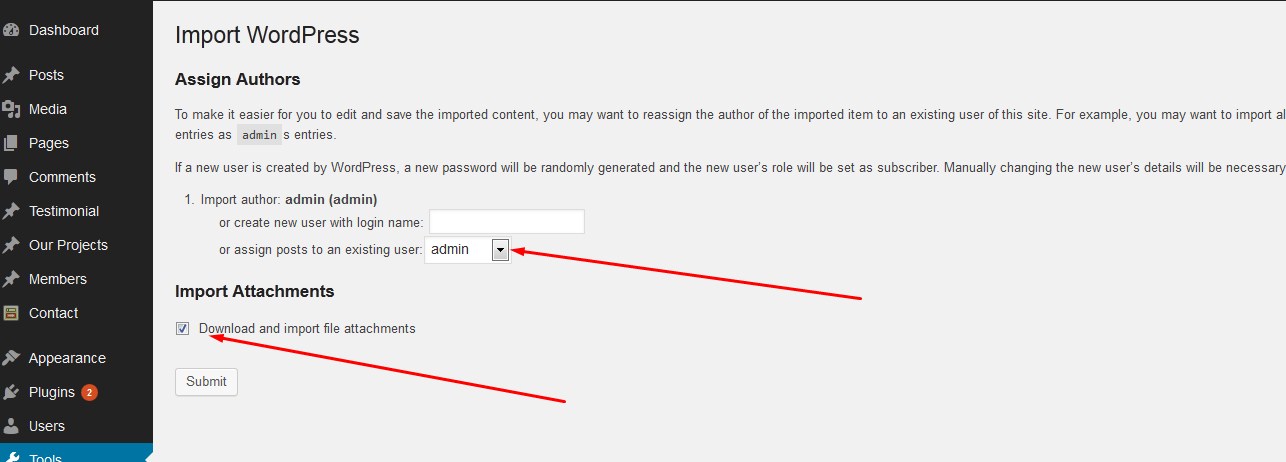 Dashboard
Posts
Media
Pages
Comments
Testimonial
Our Projects
Members
Contact
Appearance
Plugins 2
Users
Tools
Import WordPress
Assign Authors
To make it easier for you to edit and save the imported content, you may want to reassign the author of the imported item to an existing user of this site. For example, you may want to import al
entries as admin s entries.
If a new user is created by WordPress, a new password will be randomly generated and the new user's role will be set as subscriber. Manually changing the new user's details will be necessary
1. Import author: admin (admin)
or create new user with login name:
or assign posts to an existing user: admin
Import Attachments
Download and import file attachments
Submit